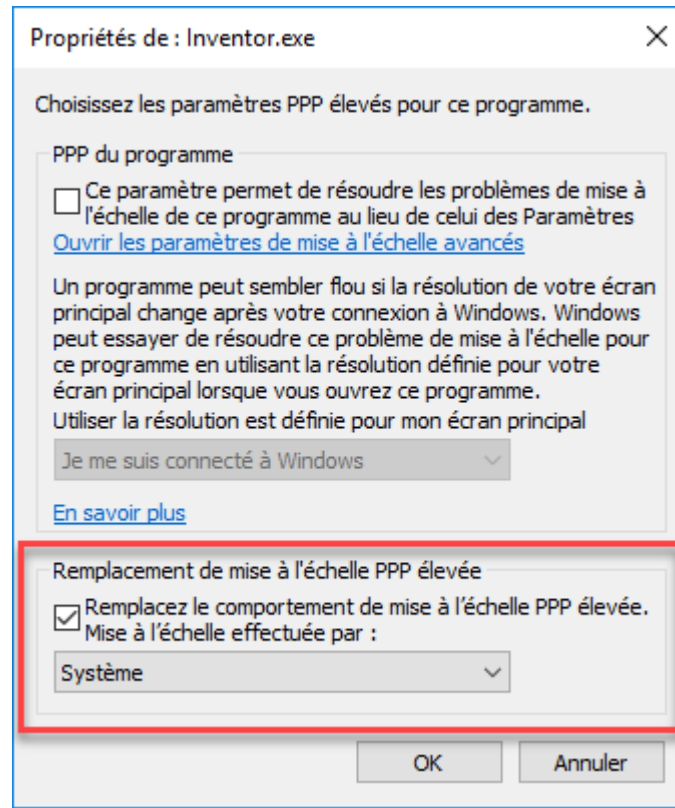 Propriétés de : Inventor.exe
Choisissez les paramètres PPP élevés pour ce programme.
PPP du programme
Ce paramètre permet de résoudre les problèmes de mise à
l'échelle de ce programme au lieu de celui des Paramètres
Ouvrir les paramètres de mise à l'échelle avancés
Un programme peut sembler flou si la résolution de votre écran
principal change après votre connexion à Windows. Windows
peut essayer de résoudre ce problème de mise à l'échelle pour
ce programme en utilisant la résolution définie pour votre
écran principal lorsque vous ouvrez ce programme.
Utiliser la résolution est définie pour mon écran principal
Je me suis connecté à Windows
En savoir plus
Remplacement de mise à l'échelle PPP élevée
Remplacez le comportement de mise à l’échelle PPP élevée.
Mise à l’échelle effectuée par :
Système
OK
Annuler